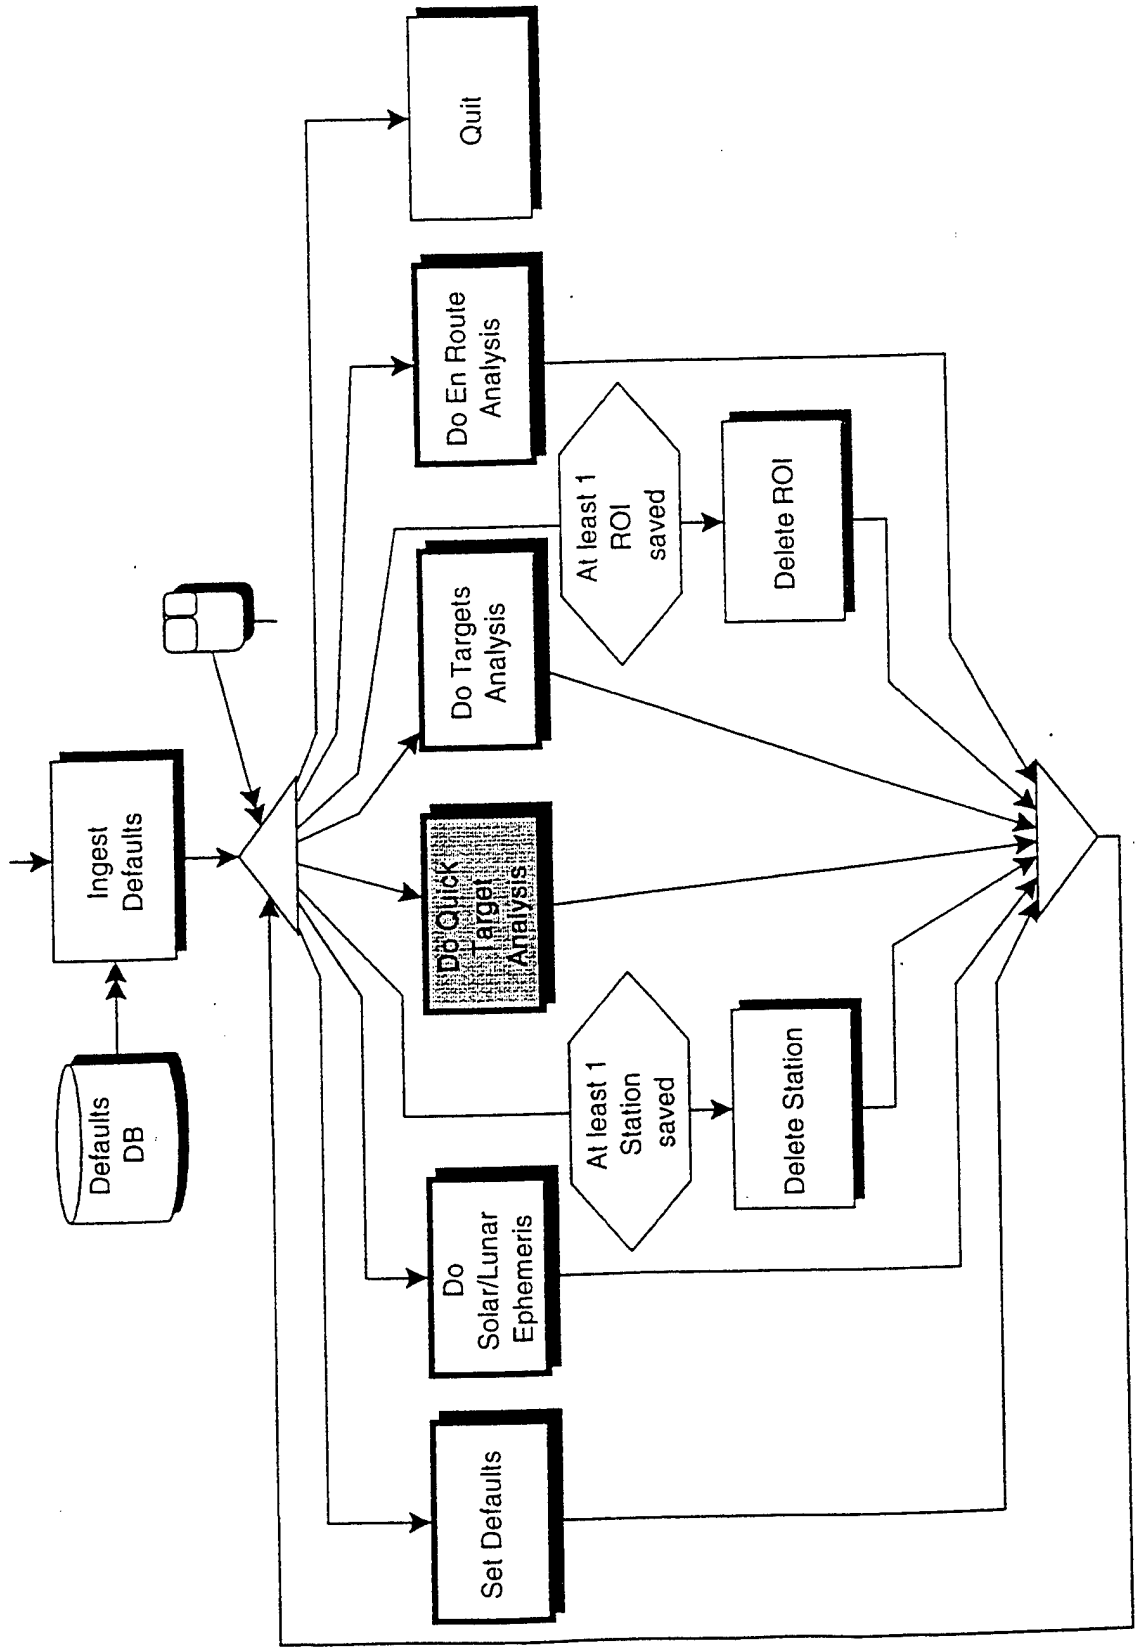 Defaults
DB
Ingest
Defaults
Set Defaults
Do
Solar/Lunar
Ephemeris
At least 1
Station
saved
Delete Station
Do Quick
Target
Analysis
Do Targets
Analysis
At least 1
ROI
saved
Delete ROI
Do En Route
Analysis
Quit